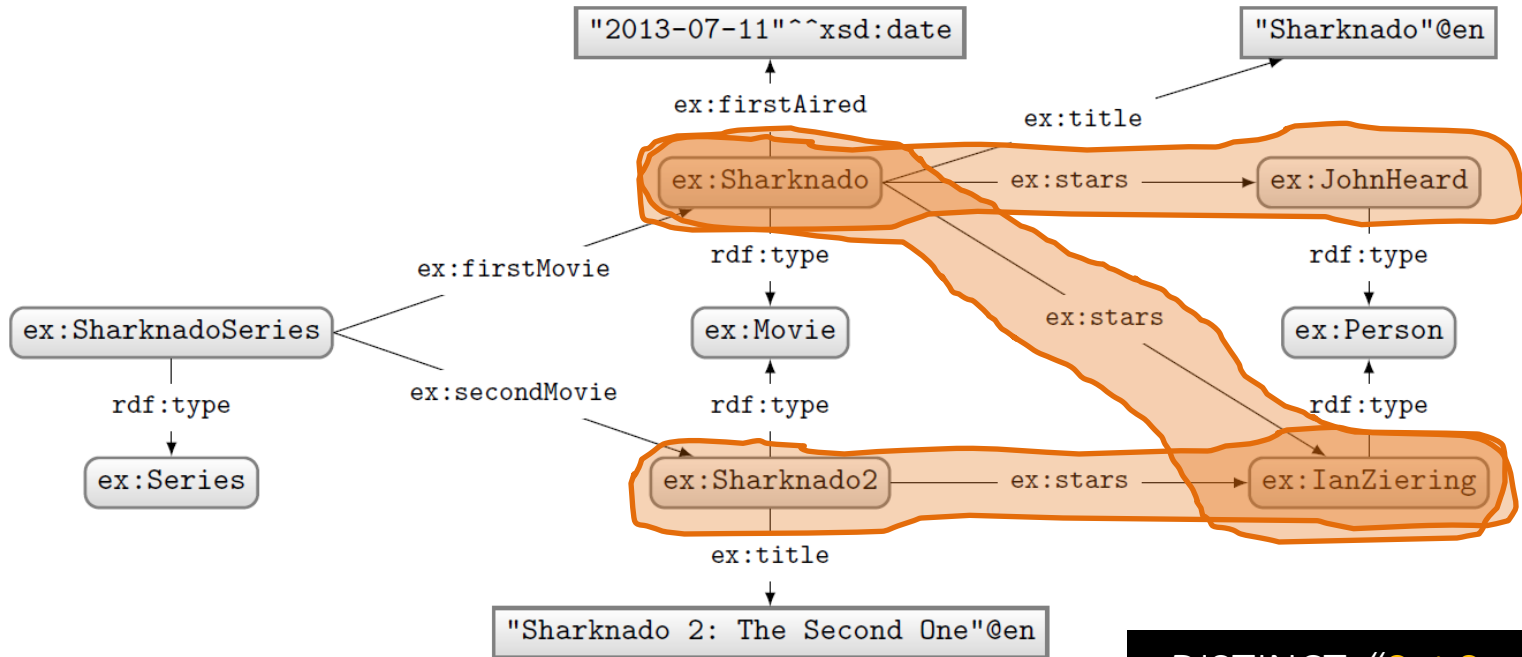 "2013-07-11"^^xsd:date
"Sharknado"@en
ex:firstAired
ex:title
ex:Sharknado
ex:stars
ex:JohnHeard
ex:firstMovie
rdf:type
rdf:type
ex:SharknadoSeries
ex:Movie
ex:stars
ex:Person
ex:secondMovie
rdf:type
rdf:type
rdf:type
ex:Series
ex:Sharknado2
ex:stars
ex:IanZiering
ex:title
"Sharknado 2: The Second One"@en